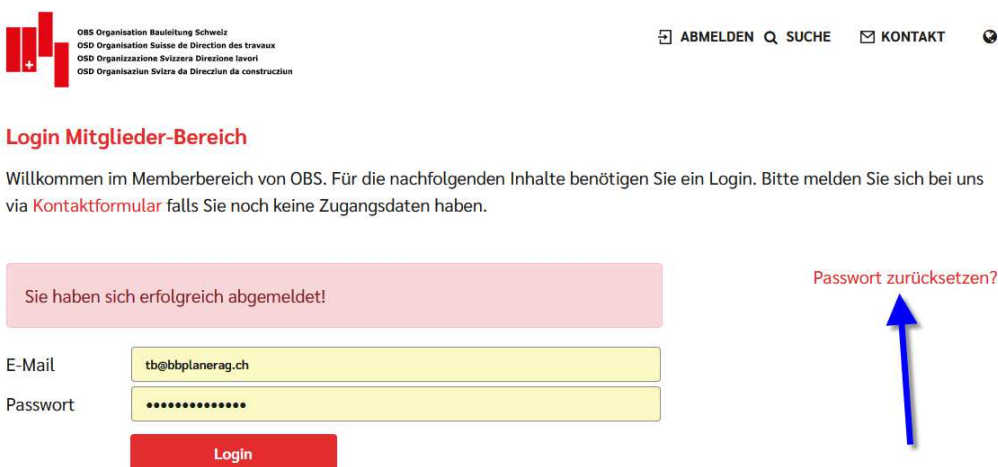 OBS Organisation Bauleitung Schweiz
OSD Organisation Suisse de Direction des travaux
OSD Organizzazione Svizzera Direzione lavori
OSD Organisaziun Svizra da Direcziun da construcziun
ABMELDEN SUCHE KONTAKT
Login Mitglieder-Bereich
Willkommen im Memberbereich von OBS. Für die nachfolgenden Inhalte benötigen Sie ein Login. Bitte melden Sie sich bei uns
via Kontaktformular falls Sie noch keine Zugangsdaten haben.
Sie haben sich erfolgreich abgemeldet!
Passwort zurücksetzen?
E-Mail tb@bbplanerag.ch
Passwort ••••••••••••••
Login